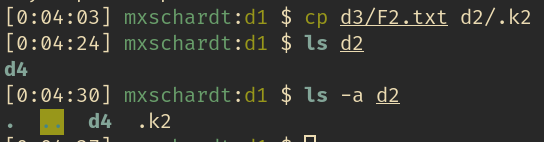 [0:04:03] mxschardt:d1 $ cp d3/F2.txt d2/.k2
[0:04:24] mxschardt:d1 $ ls d2
d4
[0:04:30] mxschardt:d1 $ ls -a d2
. .. d4 .k2